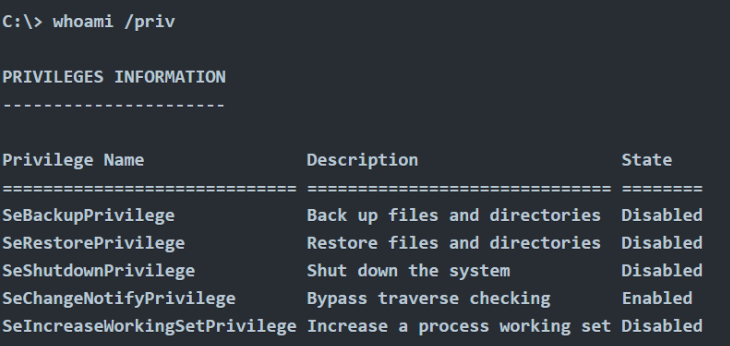 C:\> whoami /priv
PRIVILEGES INFORMATION
----------------------
Privilege Name                Description                    State
============================= ============================== ========
SeBackupPrivilege             Back up files and directories  Disabled
SeRestorePrivilege            Restore files and directories  Disabled
SeShutdownPrivilege           Shut down the system           Disabled
SeChangeNotifyPrivilege       Bypass traverse checking       Enabled
SeIncreaseWorkingSetPrivilege Increase a process working set Disabled